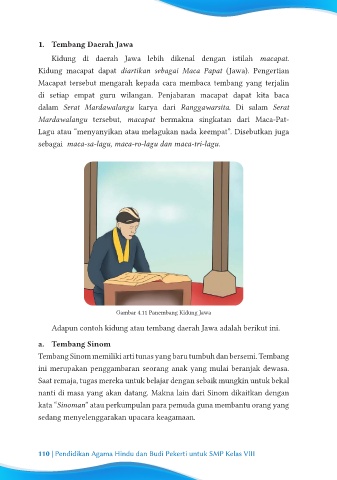 1. Tembang Daerah Jawa
Kidung di daerah Jawa lebih dikenal dengan istilah macapat.
Kidung macapat dapat diartikan sebagai Maca Papat (Jawa). Pengertian
Macapat tersebut mengarah kepada cara membaca tembang yang terjalin
di setiap empat guru wilangan. Penjabaran macapat dapat kita baca
dalam Serat Mardawalangu karya dari Ranggawarsita. Di salam Serat
Mardawalangu tersebut, macapat bermakna singkatan dari Maca-Pat-
Lagu atau "menyanyikan atau melagukan nada keempat". Disebutkan juga
sebagai maca-sa-lagu, maca-ro-lagu dan maca-tri-lagu.
Gambar 4.11 Panembang Kidung Jawa
Adapun contoh kidung atau tembang daerah Jawa adalah berikut ini.
a. Tembang Sinom
Tembang Sinom memiliki arti tunas yang baru tumbuh dan bersemi. Tembang
ini merupakan penggambaran seorang anak yang mulai beranjak dewasa.
Saat remaja, tugas mereka untuk belajar dengan sebaik mungkin untuk bekal
nanti di masa yang akan datang. Makna lain dari Sinom dikaitkan dengan
kata "Sinoman" atau perkumpulan para pemuda guna membantu orang yang
sedang menyelenggarakan upacara keagamaan.
110 | Pendidikan Agama Hindu dan Budi Pekerti untuk SMP Kelas VIII